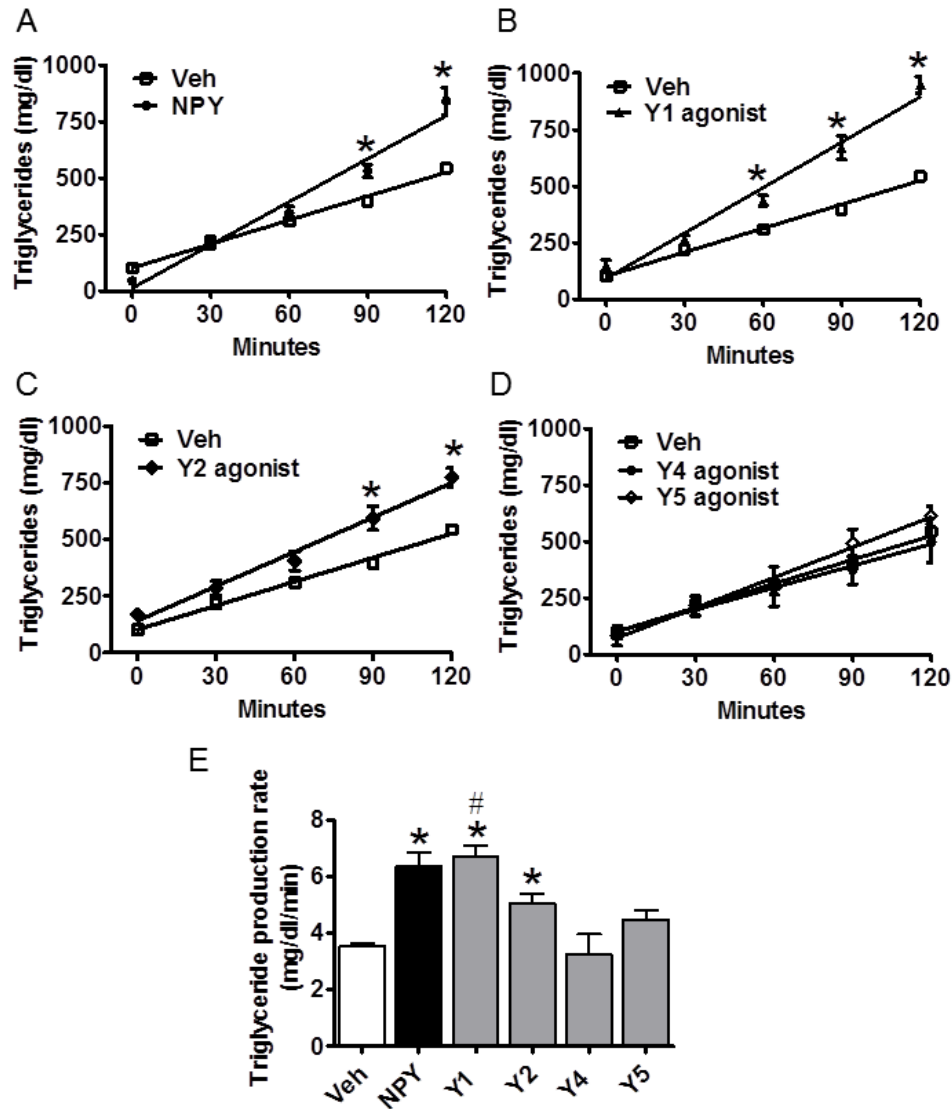 A
Triglycerides (mg/dl)
1000
750
500
250
0
Veh
NPY
*
*
0 30 60 90 120
Minutes
B
Triglycerides (mg/dl)
1000
750
500
250
0
Veh
Y1 agonist
*
*
*
0 30 60 90 120
Minutes
C
Triglycerides (mg/dl)
1000
750
500
250
0
Veh
Y2 agonist
*
*
0 30 60 90 120
Minutes
D
Triglycerides (mg/dl)
1000
750
500
250
0
Veh
Y4 agonist
Y5 agonist
0 30 60 90 120
Minutes
E
Triglyceride production rate
(mg/dl/min)
8
6
4
2
0
*
#
*
*
Veh NPY Y1 Y2 Y4 Y5